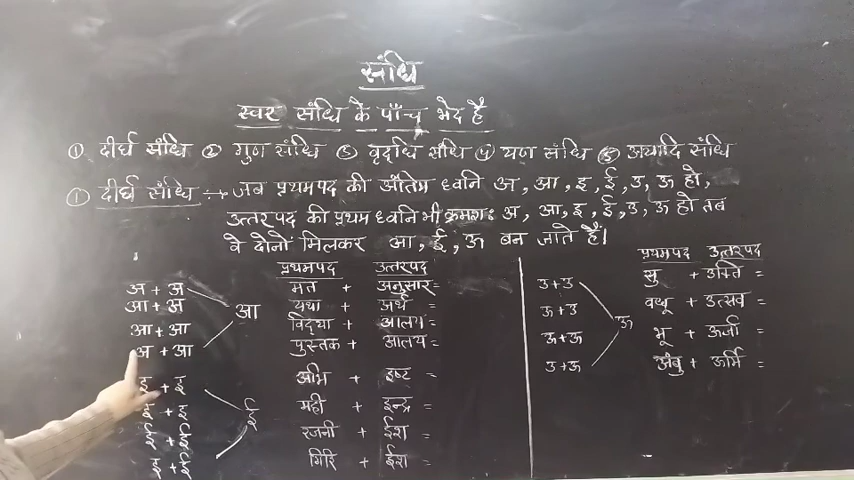 संधि
स्वर संधि के पाँच भेद है
① दीर्घ संधि ② गुण संधि ③ वृद्धि संधि ④ यण संधि ⑤ अयादि संधि
① दीर्घ संधि :- जब प्रथमपद की अंतिम ध्वनि अ, आ, इ, ई, उ, ऊ हो,
उत्तरपद की प्रथम ध्वनि भी क्रमशः अ, आ, इ, ई, उ, ऊ हो तब
वे दोनों मिलकर आ, ई, ऊ बन जाते हैं।
अ + अ
आ + अ
आ + आ
अ + आ
आ
इ + इ
ई + इ
ई + ई
इ + ई
ई
प्रथमपद उत्तरपद
मत + अनुसार =
यथा + अर्थ =
विद्या + आलय =
पुस्तक + आलय =
अभि + इष्ट =
मही + इन्द्र =
रजनी + ईश =
गिरि + ईश =
उ + उ
ऊ + उ
ऊ + ऊ
उ + ऊ
ऊ
प्रथमपद उत्तरपद
सु + उक्ति =
वधू + उत्सव =
भू + ऊर्जा =
अंबु + ऊर्मि =